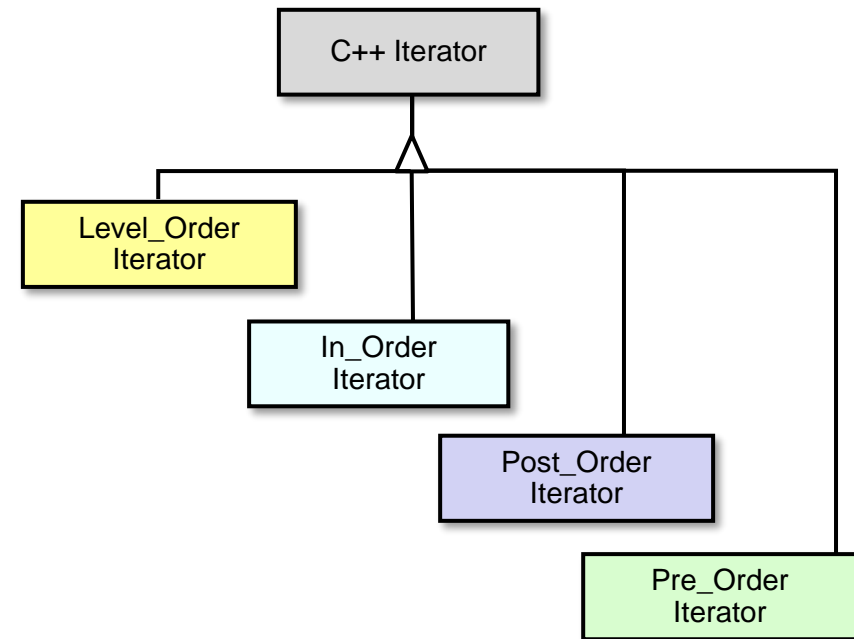 C++ Iterator
Level_Order
Iterator
In_Order
Iterator
Post_Order
Iterator
Pre_Order
Iterator